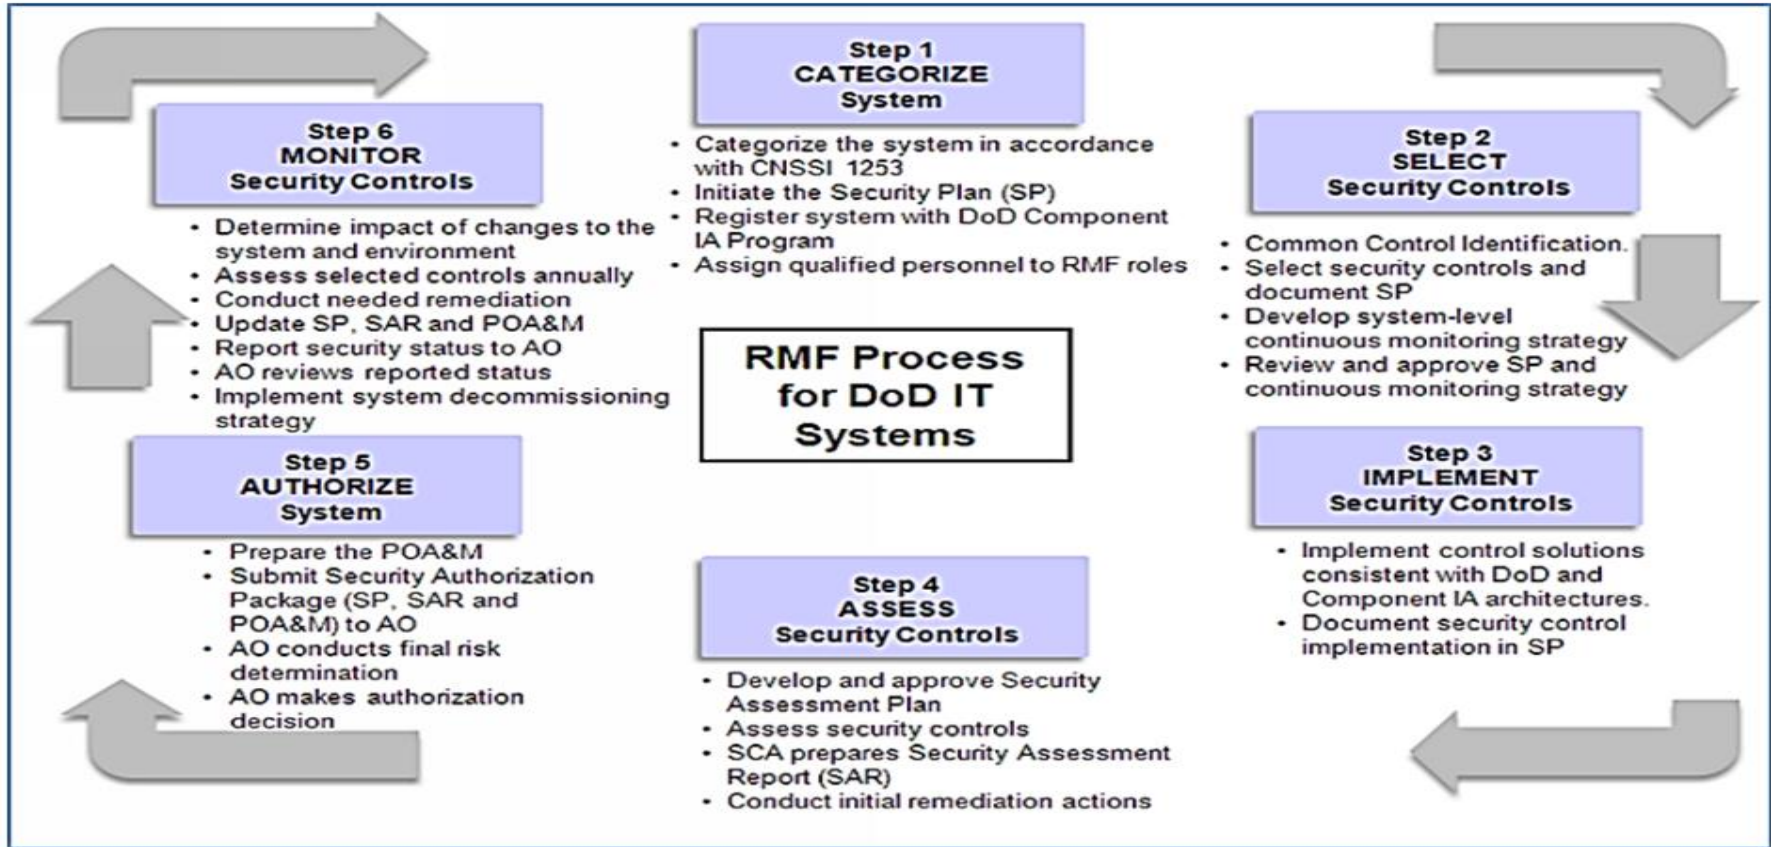 Step 1
CATEGORIZE
System
• Categorize the system in accordance
with CNSSI 1253
• Initiate the Security Plan (SP)
• Register system with DoD Component
IA Program
• Assign qualified personnel to RMF roles
Step 2
SELECT
Security Controls
• Common Control Identification.
• Select security controls and
document SP
• Develop system-level
continuous monitoring strategy
• Review and approve SP and
continuous monitoring strategy
Step 3
IMPLEMENT
Security Controls
• Implement control solutions
consistent with DoD and
Component IA architectures.
• Document security control
implementation in SP
Step 4
ASSESS
Security Controls
• Develop and approve Security
Assessment Plan
• Assess security controls
• SCA prepares Security Assessment
Report (SAR)
• Conduct initial remediation actions
Step 5
AUTHORIZE
System
• Prepare the POA&M
• Submit Security Authorization
Package (SP, SAR and
POA&M) to AO
• AO conducts final risk
determination
• AO makes authorization
decision
Step 6
MONITOR
Security Controls
• Determine impact of changes to the
system and environment
• Assess selected controls annually
• Conduct needed remediation
• Update SP, SAR and POA&M
• Report security status to AO
• AO reviews reported status
• Implement system decommissioning
strategy
RMF Process
for DoD IT
Systems